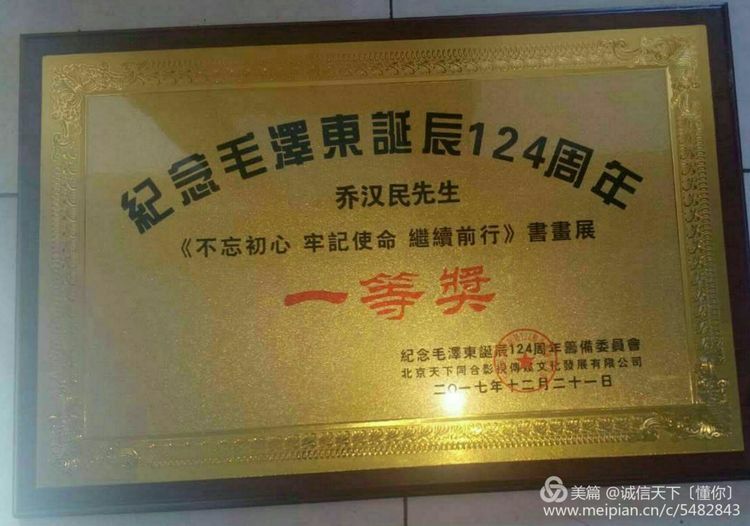 紀念毛澤東誕辰124周年
乔汉民先生
《不忘初心 牢記使命 繼續前行》書畫展
一等獎
紀念毛澤東誕辰124周年籌備委員會
北京天下同合影視傳媒文化發展有限公司
二〇一七年十二月二十一日
美篇 @诚信天下〔懂你〕
www.meipian.cn/c/5482843